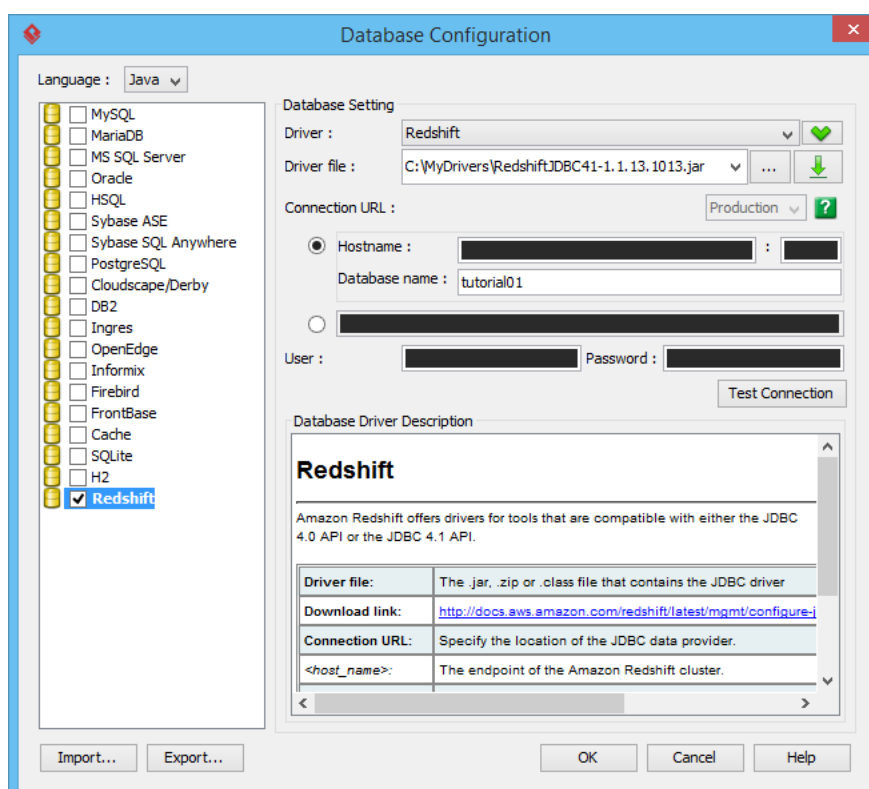 Database Configuration
Language : Java
MySQL
MariaDB
MS SQL Server
Oracle
HSQL
Sybase ASE
Sybase SQL Anywhere
PostgreSQL
Cloudscape/Derby
DB2
Ingres
OpenEdge
Informix
Firebird
FrontBase
Cache
SQLite
H2
Redshift
Database Setting
Driver : Redshift
Driver file : C:\MyDrivers\RedshiftJDBC41-1.1.13.1013.jar ...
Connection URL : Production ?
Hostname : :
Database name : tutorial01
User : Password :
Test Connection
Database Driver Description
Redshift
Amazon Redshift offers drivers for tools that are compatible with either the JDBC
4.0 API or the JDBC 4.1 API.
Driver file: The .jar, .zip or .class file that contains the JDBC driver
Download link: http://docs.aws.amazon.com/redshift/latest/mgmt/configure-j
Connection URL: Specify the location of the JDBC data provider.
<host_name>: The endpoint of the Amazon Redshift cluster.
Import... Export... OK Cancel Help